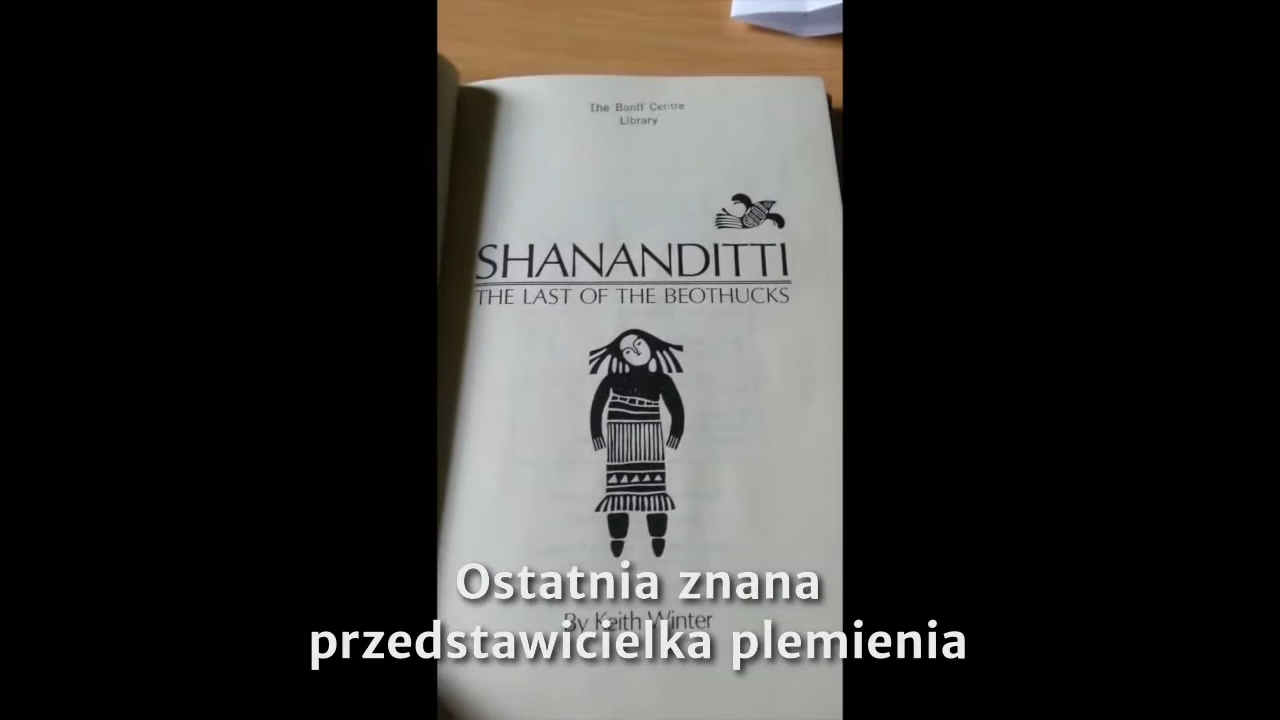 The Banff Centre
Library
SHANANDITTI
THE LAST OF THE BEOTHUCKS
By Keith Winter
Ostatnia znana
przedstawicielka plemienia